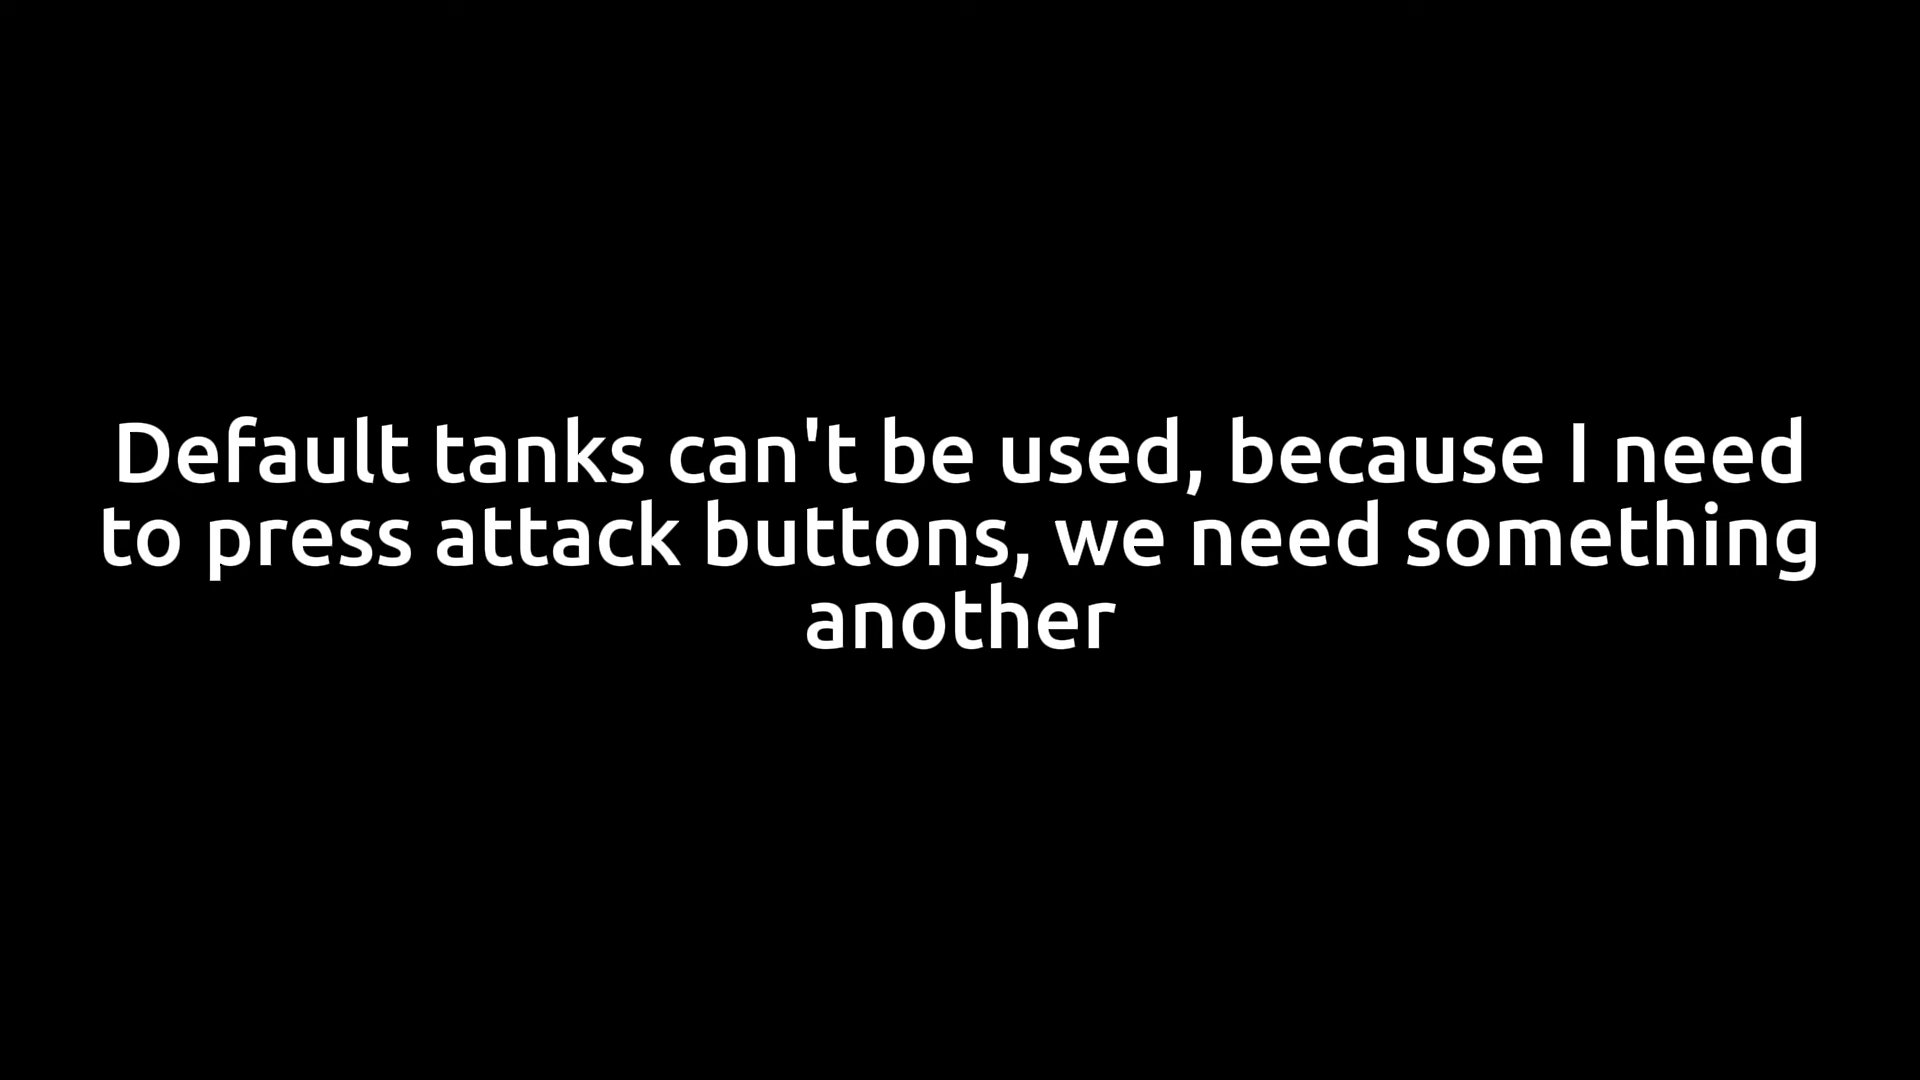 Default tanks can't be used, because I need
to press attack buttons, we need something
another